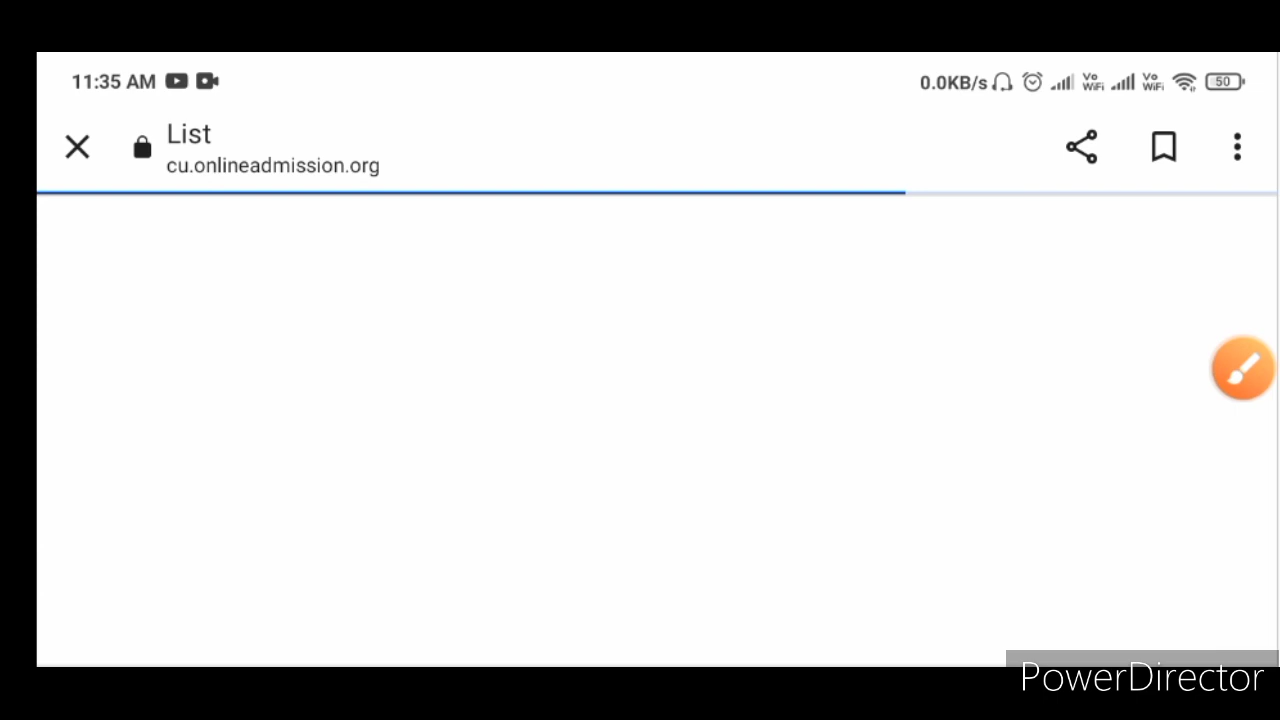 11:35 AM
0.0KB/s Vo WiFi Vo WiFi 50
List
cu.onlineadmission.org
PowerDirector